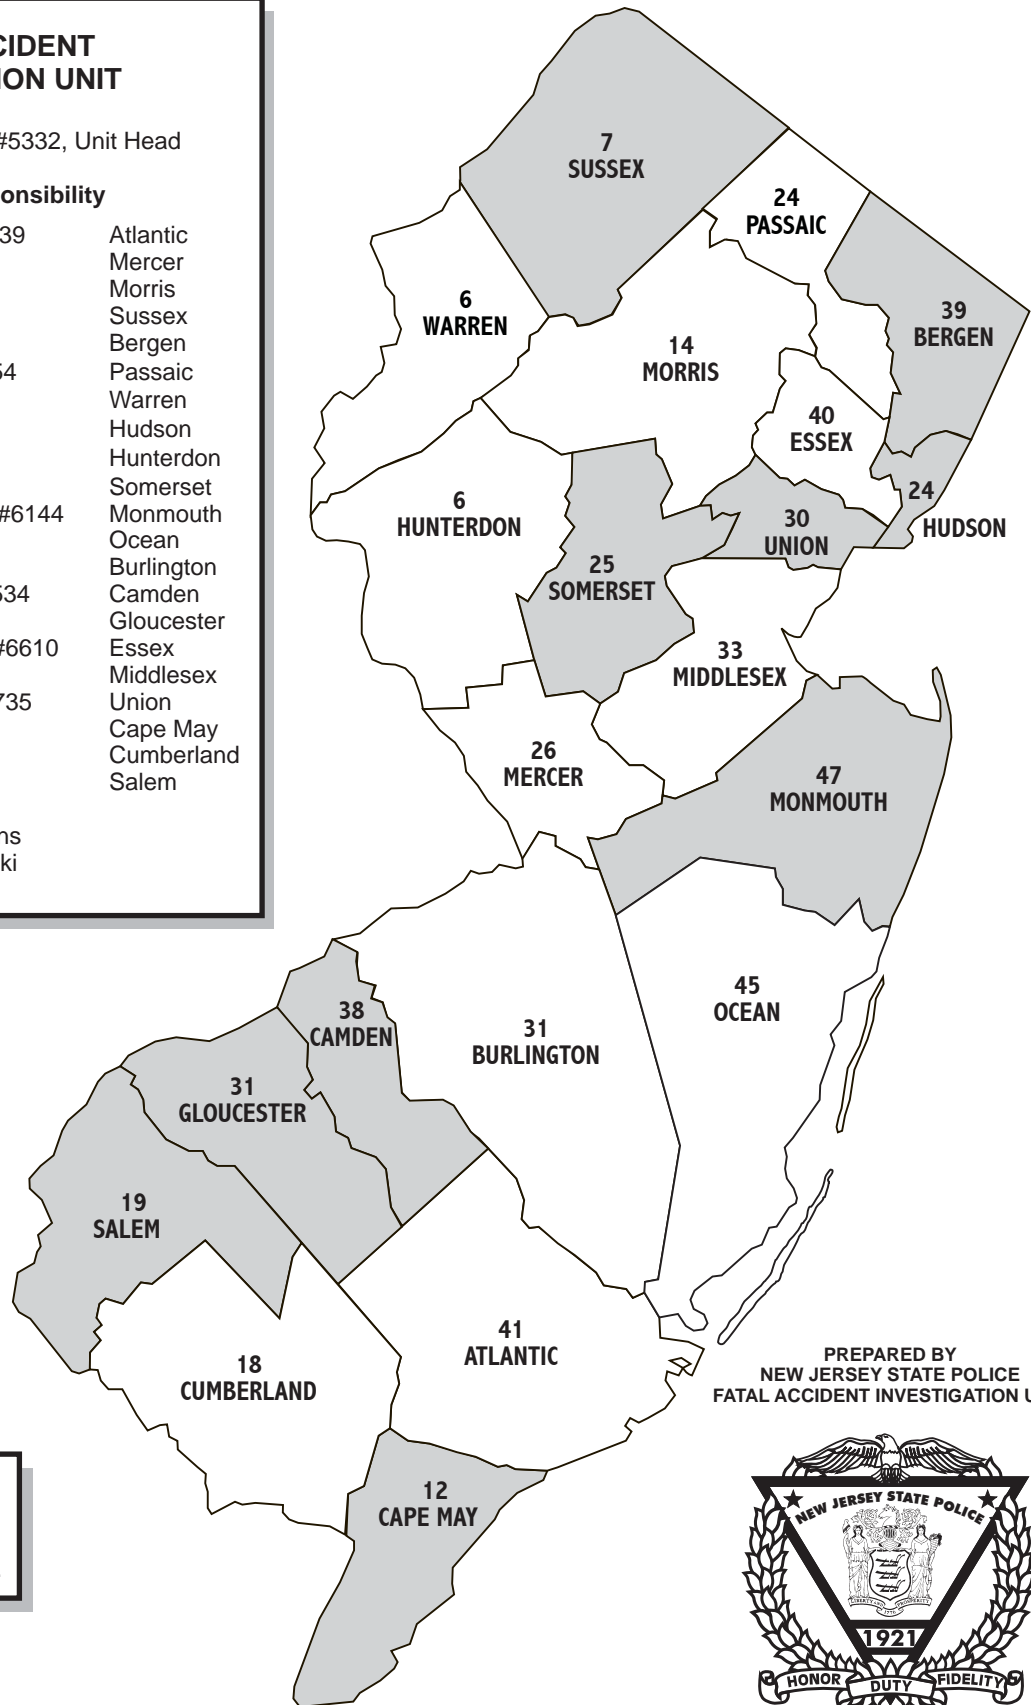 CIDENT
ION UNIT
#5332, Unit Head
onsibility
39 Atlantic
Mercer
Morris
Sussex
Bergen
54 Passaic
Warren
Hudson
Hunterdon
Somerset
#6144 Monmouth
Ocean
Burlington
534 Camden
Gloucester
#6610 Essex
Middlesex
735 Union
Cape May
Cumberland
Salem
ns
ki
7
SUSSEX
24
PASSAIC
6
WARREN
39
BERGEN
14
MORRIS
40
ESSEX
24
HUDSON
6
HUNTERDON
30
UNION
25
SOMERSET
33
MIDDLESEX
26
MERCER
47
MONMOUTH
45
OCEAN
38
CAMDEN
31
BURLINGTON
31
GLOUCESTER
19
SALEM
41
ATLANTIC
18
CUMBERLAND
12
CAPE MAY
PREPARED BY
NEW JERSEY STATE POLICE
FATAL ACCIDENT INVESTIGATION U
NEW JERSEY STATE POLICE
LIBERTY AND PROSPERITY
1776
1921
HONOR DUTY FIDELITY